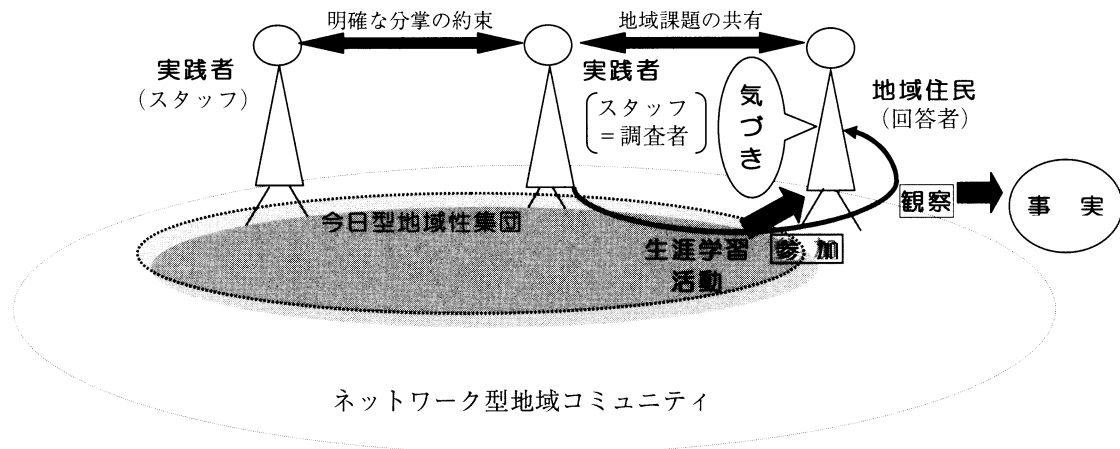 明確な分掌の約束
地域課題の共有
実践者
(スタッフ)
実践者
スタッフ
=調査者
気づき
地域住民
(回答者)
観察
事 実
今日型地域性集団
生涯学習
活動
参加
ネットワーク型地域コミュニティ